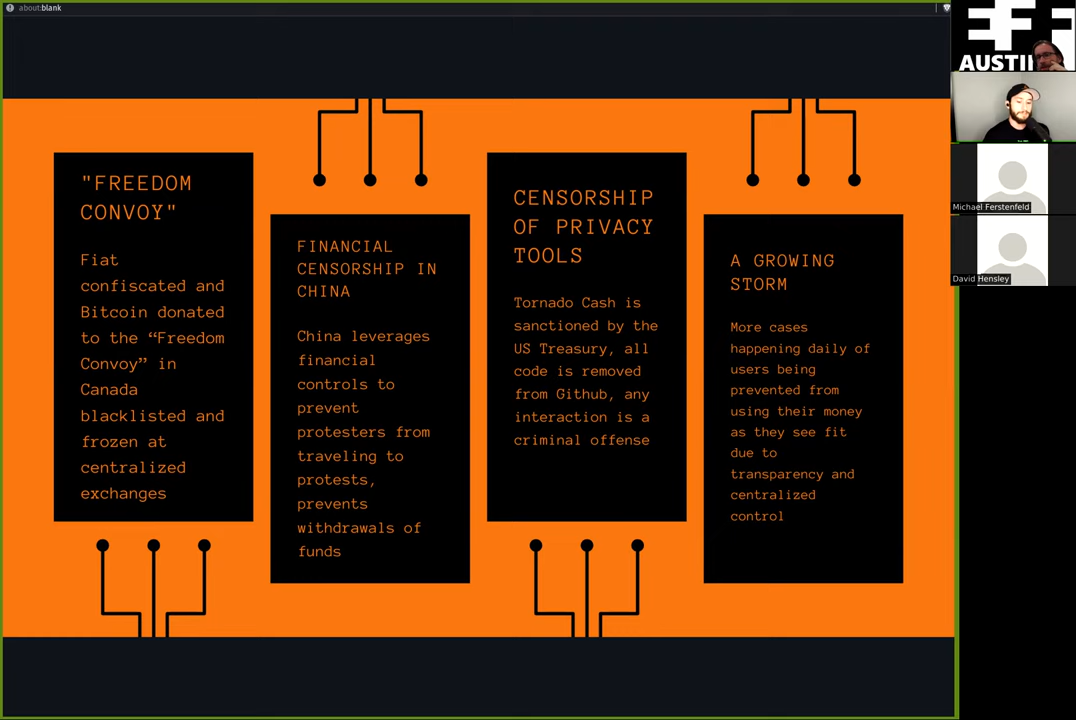 about:blank
"FREEDOM
CONVOY"
Fiat
confiscated and
Bitcoin donated
to the “Freedom
Convoy” in
Canada
blacklisted and
frozen at
centralized
exchanges
FINANCIAL
CENSORSHIP IN
CHINA
China leverages
financial
controls to
prevent
protesters from
traveling to
protests,
prevents
withdrawals of
funds
CENSORSHIP
OF PRIVACY
TOOLS
Tornado Cash is
sanctioned by the
US Treasury, all
code is removed
from Github, any
interaction is a
criminal offense
A GROWING
STORM
More cases
happening daily of
users being
prevented from
using their money
as they see fit
due to
transparency and
centralized
control
EFF
AUSTI
Michael Ferstenfeld
David Hensley